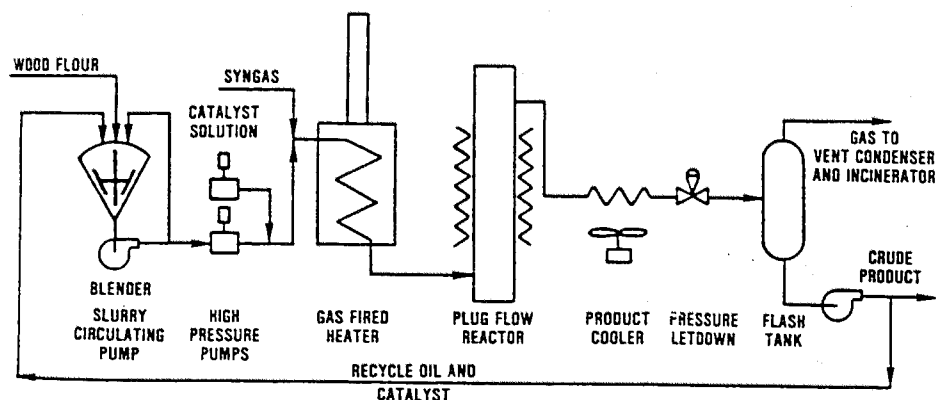 WOOD FLOUR
SYNGAS
CATALYST
SOLUTION
GAS TO
VENT CONDENSER
AND INCINERATOR
CRUDE
PRODUCT
BLENDER
SLURRY
CIRCULATING
PUMP
HIGH
PRESSURE
PUMPS
GAS FIRED
HEATER
PLUG FLOW
REACTOR
PRODUCT
COOLER
PRESSURE
LETDOWN
FLASH
TANK
RECYCLE OIL AND
CATALYST